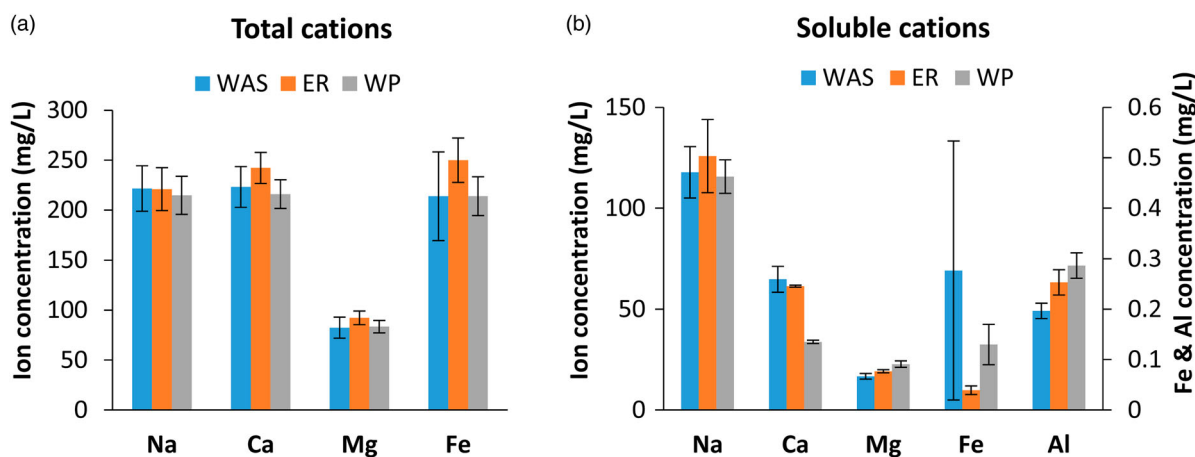 (a)
Total cations
WAS ER WP
Ion concentration (mg/L)
300
250
200
150
100
50
0
Na Ca Mg Fe
(b)
Soluble cations
WAS ER WP
Ion concentration (mg/L)
150
100
50
0
Fe & Al concentration (mg/L)
0.6
0.5
0.4
0.3
0.2
0.1
0
Na Ca Mg Fe Al